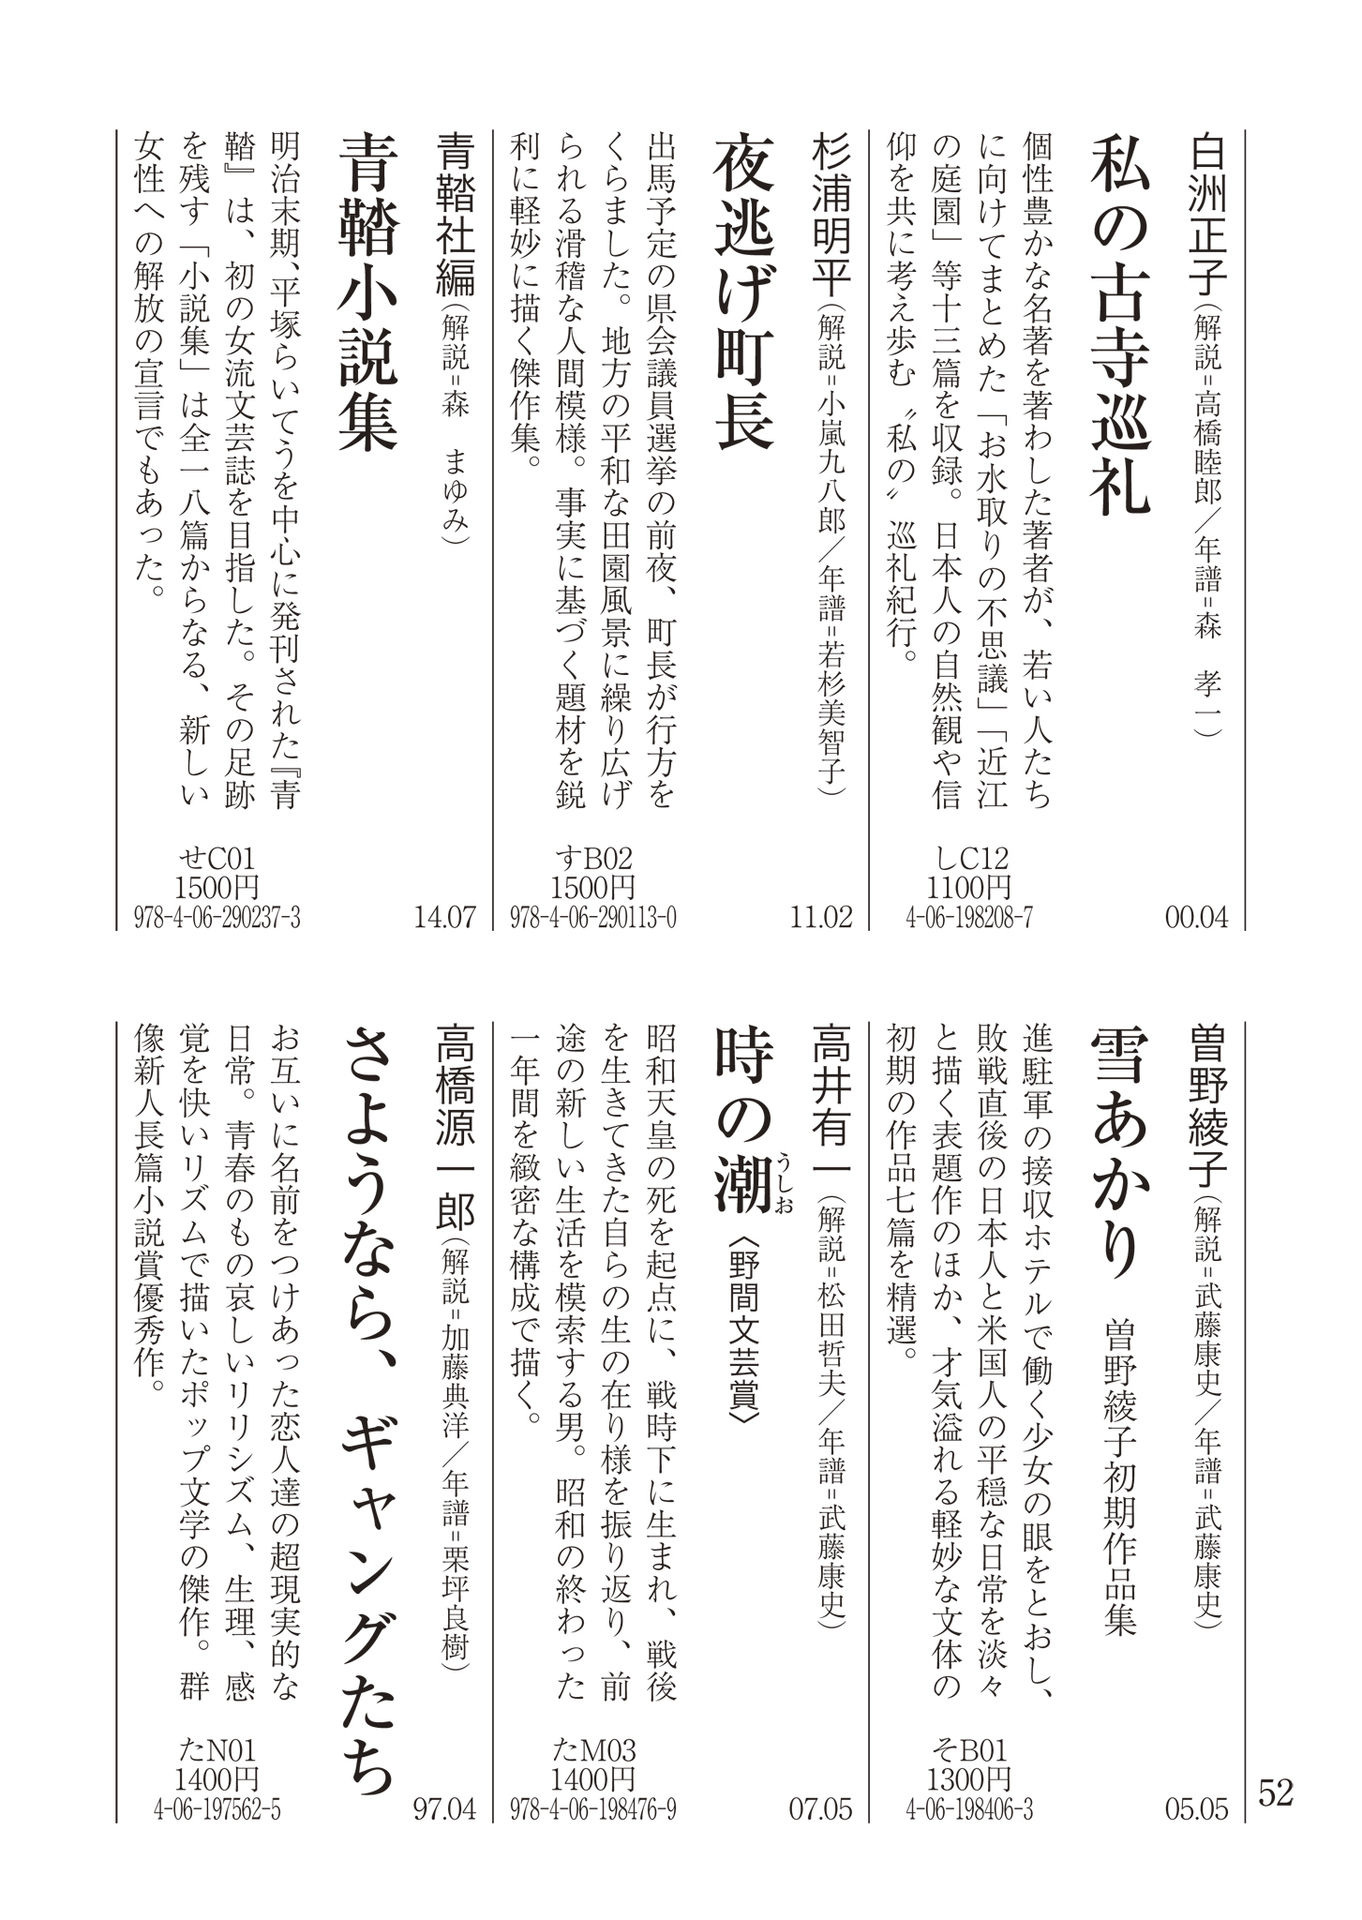 白洲正子(解説=高橋睦郎/年譜=森　孝一)
私の古寺巡礼
個性豊かな名著を著わした著者が、若い人たち
に向けてまとめた「お水取りの不思議」「近江
の庭園」等十三篇を収録。日本人の自然観や信
仰を共に考え歩む〝私の〟巡礼紀行。
しC12
1100円
4-06-198208-7
00.04
杉浦明平(解説=小嵐九八郎/年譜=若杉美智子)
夜逃げ町長
出馬予定の県会議員選挙の前夜、町長が行方を
くらました。地方の平和な田園風景に繰り広げ
られる滑稽な人間模様。事実に基づく題材を鋭
利に軽妙に描く傑作集。
すB02
1500円
978-4-06-290113-0
11.02
青鞜社編(解説=森　まゆみ)
青鞜小説集
明治末期、平塚らいてうを中心に発刊された『青
鞜』は、初の女流文芸誌を目指した。その足跡
を残す「小説集」は全一八篇からなる、新しい
女性への解放の宣言でもあった。
せC01
1500円
978-4-06-290237-3
14.07
曽野綾子(解説=武藤康史/年譜=武藤康史)
雪あかり　曽野綾子初期作品集
進駐軍の接収ホテルで働く少女の眼をとおし、
敗戦直後の日本人と米国人の平穏な日常を淡々
と描く表題作のほか、才気溢れる軽妙な文体の
初期の作品七篇を精選。
そB01
1300円
4-06-198406-3
05.05
高井有一(解説=松田哲夫/年譜=武藤康史)
時の潮〈野間文芸賞〉
うしお
昭和天皇の死を起点に、戦時下に生まれ、戦後
を生きてきた自らの生の在り様を振り返り、前
途の新しい生活を模索する男。昭和の終わった
一年間を緻密な構成で描く。
たM03
1400円
978-4-06-198476-9
07.05
高橋源一郎(解説=加藤典洋/年譜=栗坪良樹)
さようなら、ギャングたち
お互いに名前をつけあった恋人達の超現実的な
日常。青春のもの哀しいリリシズム、生理、感
覚を快いリズムで描いたポップ文学の傑作。群
像新人長篇小説賞優秀作。
たN01
1400円
4-06-197562-5
97.04
52